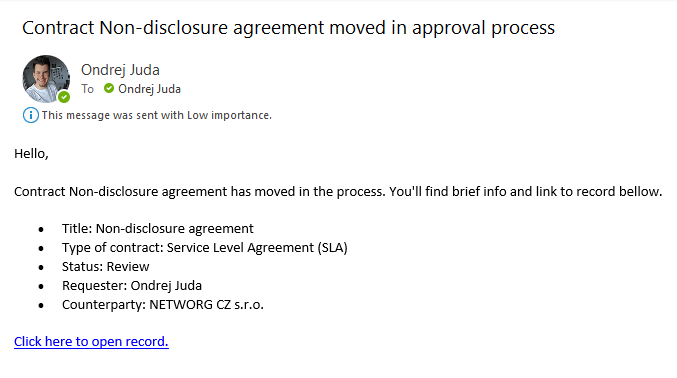 Contract Non-disclosure agreement moved in approval process
Ondrej Juda
To Ondrej Juda
This message was sent with Low importance.
Hello,
Contract Non-disclosure agreement has moved in the process. You'll find brief info and link to record bellow.
• Title: Non-disclosure agreement
• Type of contract: Service Level Agreement (SLA)
• Status: Review
• Requester: Ondrej Juda
• Counterparty: NETWORG CZ s.r.o.
Click here to open record.